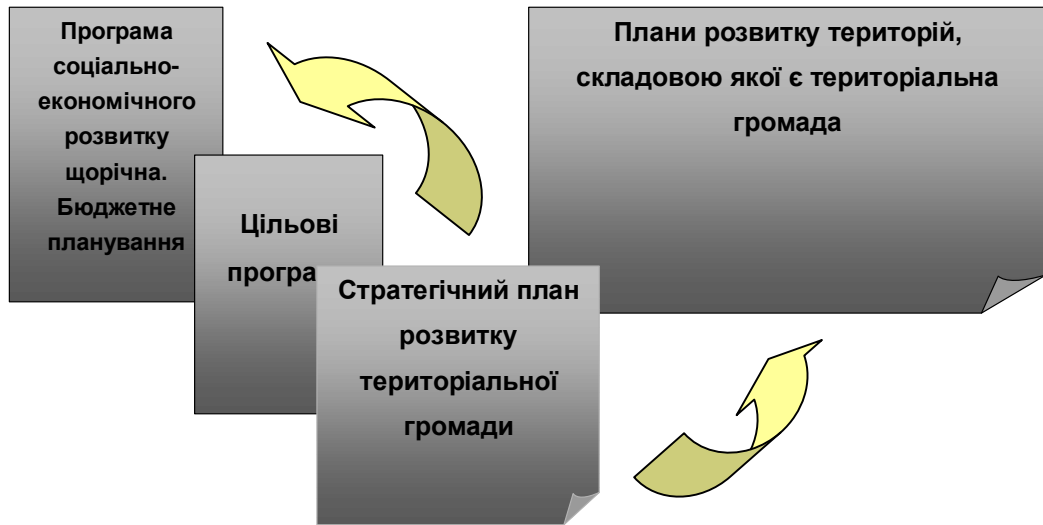 Програма
соціально-
економічного
розвитку
щорічна.
Бюджетне
планування
Цільові
програ
Стратегічний план
розвитку
територіальної
громади
Плани розвитку територій,
складовою якої є територіальна
громада